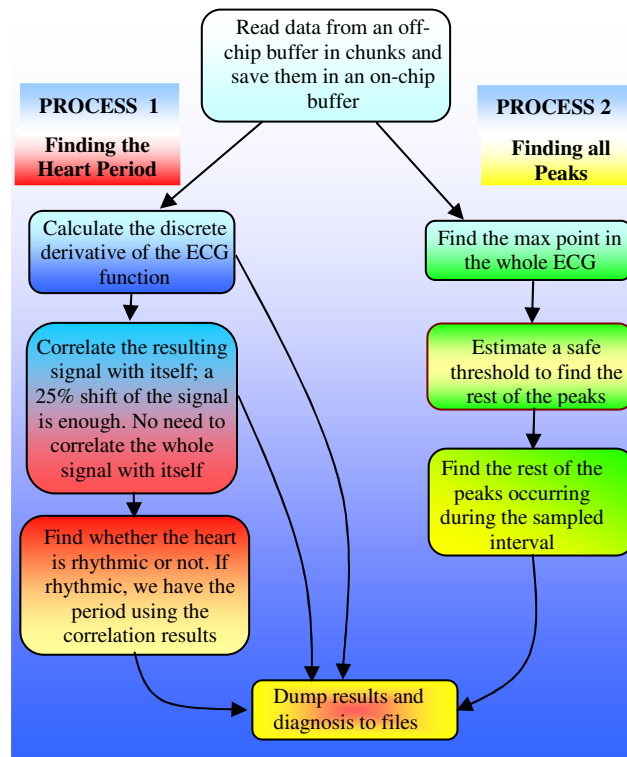 Read data from an off-
chip buffer in chunks and
save them in an on-chip
buffer
PROCESS 1
Finding the
Heart Period
PROCESS 2
Finding all
Peaks
Calculate the discrete
derivative of the ECG
function
Correlate the resulting
signal with itself; a
25% shift of the signal
is enough. No need to
correlate the whole
signal with itself
Find whether the heart
is rhythmic or not. If
rhythmic, we have the
period using the
correlation results
Find the max point in
the whole ECG
Estimate a safe
threshold to find the
rest of the peaks
Find the rest of the
peaks occurring
during the sampled
interval
Dump results and
diagnosis to files